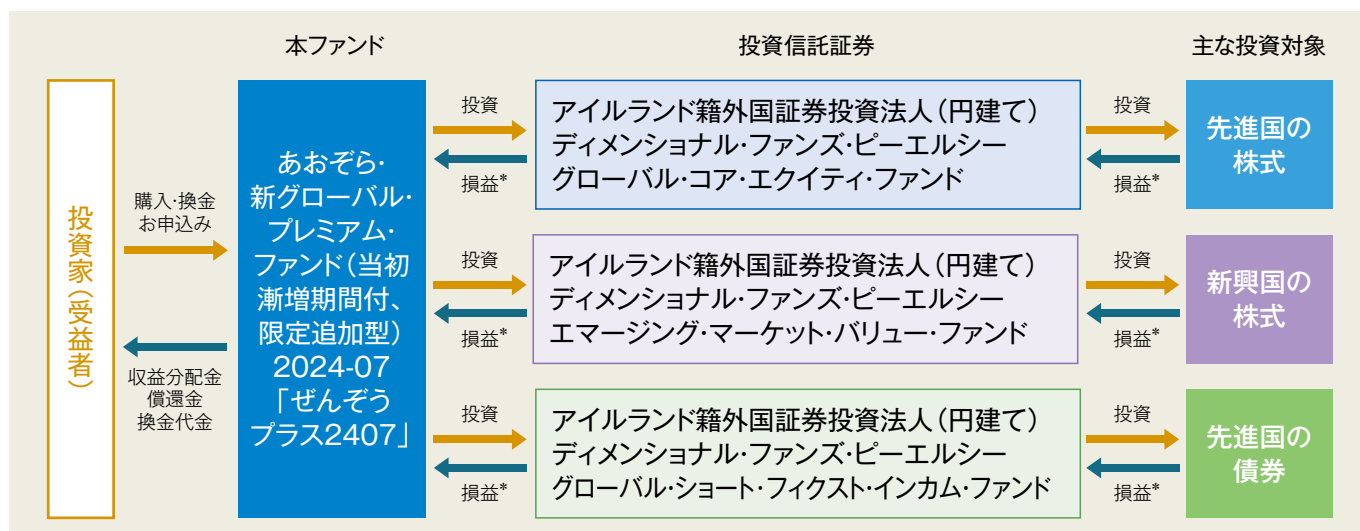 本ファンド
投資信託証券
主な投資対象
投資家（受益者）
購入・換金
お申込み
収益分配金
償還金
換金代金
あおぞら・
新グローバル・
プレミアム・
ファンド（当初
漸増期間付、
限定追加型）
2024-07
「ぜんぞう
プラス2407」
投資
損益*
アイルランド籍外国証券投資法人（円建て）
ディメンショナル・ファンズ・ピーエルシー
グローバル・コア・エクイティ・ファンド
投資
損益*
先進国の
株式
投資
損益*
アイルランド籍外国証券投資法人（円建て）
ディメンショナル・ファンズ・ピーエルシー
エマージング・マーケット・バリュー・ファンド
投資
損益*
新興国の
株式
投資
損益*
アイルランド籍外国証券投資法人（円建て）
ディメンショナル・ファンズ・ピーエルシー
グローバル・ショート・フィクスト・インカム・ファンド
投資
損益*
先進国の
債券